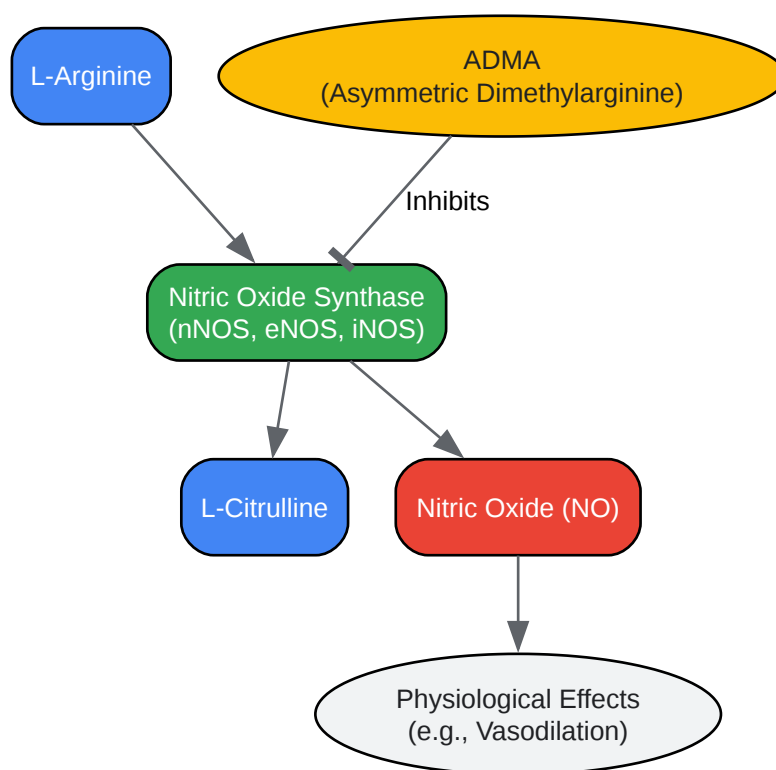 L-Arginine
ADMA
(Asymmetric Dimethylarginine)
Inhibits
Nitric Oxide Synthase
(nNOS, eNOS, iNOS)
L-Citrulline
Nitric Oxide (NO)
Physiological Effects
(e.g., Vasodilation)